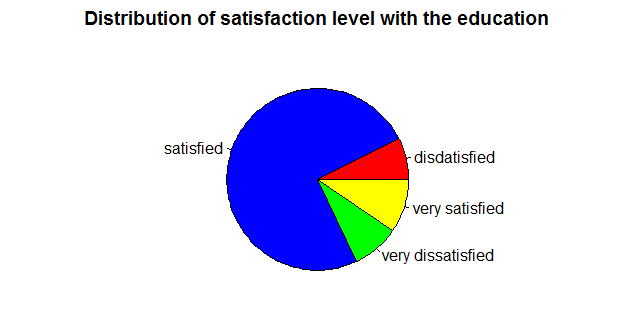 Distribution of satisfaction level with the education
satisfied
disdatisfied
very satisfied
very dissatisfied